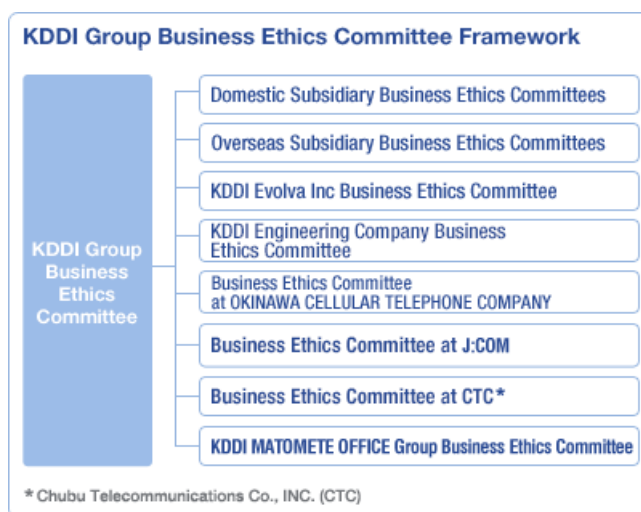 KDDI Group Business Ethics Committee Framework
KDDI Group
Business
Ethics
Committee
Domestic Subsidiary Business Ethics Committees
Overseas Subsidiary Business Ethics Committees
KDDI Evolva Inc Business Ethics Committee
KDDI Engineering Company Business
Ethics Committee
Business Ethics Committee
at OKINAWA CELLULAR TELEPHONE COMPANY
Business Ethics Committee at J:COM
Business Ethics Committee at CTC*
KDDI MATOMETE OFFICE Group Business Ethics Committee
* Chubu Telecommunications Co., INC. (CTC)